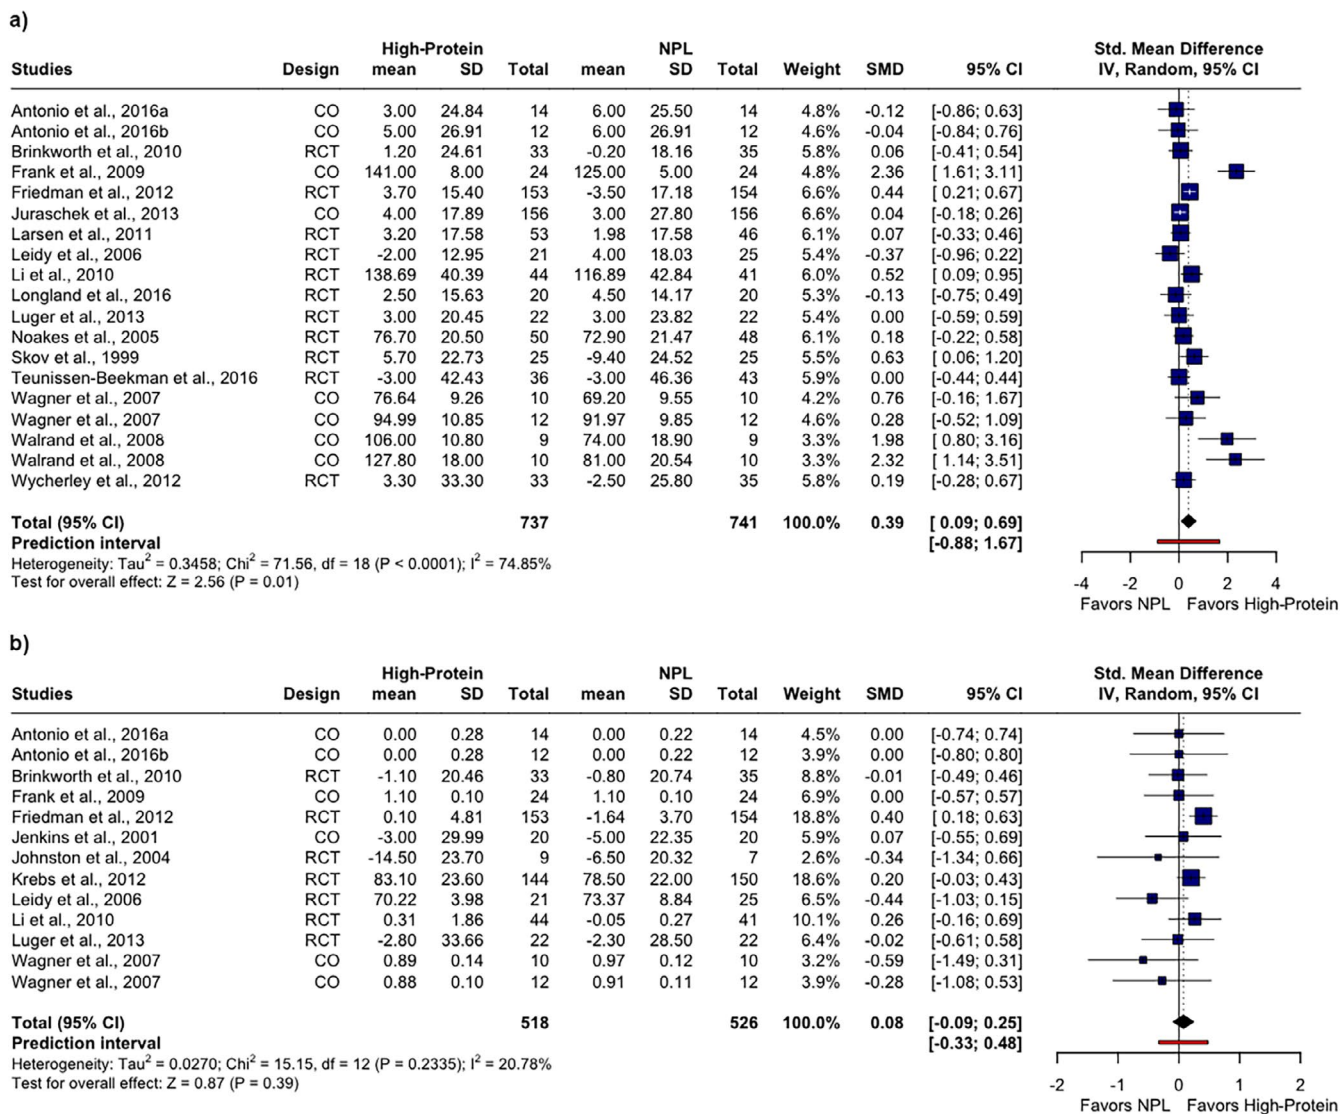 a)
High-Protein NPL Std. Mean Difference
Studies Design mean SD Total mean SD Total Weight SMD 95% CI IV, Random, 95% CI
Antonio et al., 2016a CO 3.00 24.84 14 6.00 25.50 14 4.8% -0.12 [-0.86; 0.63]
Antonio et al., 2016b CO 5.00 26.91 12 6.00 26.91 12 4.6% -0.04 [-0.84; 0.76]
Brinkworth et al., 2010 RCT 1.20 24.61 33 -0.20 18.16 35 5.8% 0.06 [-0.41; 0.54]
Frank et al., 2009 CO 141.00 8.00 24 125.00 5.00 24 4.8% 2.36 [ 1.61; 3.11]
Friedman et al., 2012 RCT 3.70 15.40 153 -3.50 17.18 154 6.6% 0.44 [ 0.21; 0.67]
Juraschek et al., 2013 CO 4.00 17.89 156 3.00 27.80 156 6.6% 0.04 [-0.18; 0.26]
Larsen et al., 2011 RCT 3.20 17.58 53 1.98 17.58 46 6.1% 0.07 [-0.33; 0.46]
Leidy et al., 2006 RCT -2.00 12.95 21 4.00 18.03 25 5.4% -0.37 [-0.96; 0.22]
Li et al., 2010 RCT 138.69 40.39 44 116.89 42.84 41 6.0% 0.52 [ 0.09; 0.95]
Longland et al., 2016 RCT 2.50 15.63 20 4.50 14.17 20 5.3% -0.13 [-0.75; 0.49]
Luger et al., 2013 RCT 3.00 20.45 22 3.00 23.82 22 5.4% 0.00 [-0.59; 0.59]
Noakes et al., 2005 RCT 76.70 20.50 50 72.90 21.47 48 6.1% 0.18 [-0.22; 0.58]
Skov et al., 1999 RCT 5.70 22.73 25 -9.40 24.52 25 5.5% 0.63 [ 0.06; 1.20]
Teunissen-Beekman et al., 2016 RCT -3.00 42.43 36 -3.00 46.36 43 5.9% 0.00 [-0.44; 0.44]
Wagner et al., 2007 CO 76.64 9.26 10 69.20 9.55 10 4.2% 0.76 [-0.16; 1.67]
Wagner et al., 2007 CO 94.99 10.85 12 91.97 9.85 12 4.6% 0.28 [-0.52; 1.09]
Walrand et al., 2008 CO 106.00 10.80 9 74.00 18.90 9 3.3% 1.98 [ 0.80; 3.16]
Walrand et al., 2008 CO 127.80 18.00 10 81.00 20.54 10 3.3% 2.32 [ 1.14; 3.51]
Wycherley et al., 2012 RCT 3.30 33.30 33 -2.50 25.80 35 5.8% 0.19 [-0.28; 0.67]
Total (95% CI) 737 741 100.0% 0.39 [ 0.09; 0.69]
Prediction interval [-0.88; 1.67]
Heterogeneity: Tau² = 0.3458; Chi² = 71.56, df = 18 (P < 0.0001); I² = 74.85%
Test for overall effect: Z = 2.56 (P = 0.01)
-4 -2 0 2 4
Favors NPL Favors High-Protein
b)
High-Protein NPL Std. Mean Difference
Studies Design mean SD Total mean SD Total Weight SMD 95% CI IV, Random, 95% CI
Antonio et al., 2016a CO 0.00 0.28 14 0.00 0.22 14 4.5% 0.00 [-0.74; 0.74]
Antonio et al., 2016b CO 0.00 0.28 12 0.00 0.22 12 3.9% 0.00 [-0.80; 0.80]
Brinkworth et al., 2010 RCT -1.10 20.46 33 -0.80 20.74 35 8.8% -0.01 [-0.49; 0.46]
Frank et al., 2009 CO 1.10 0.10 24 1.10 0.10 24 6.9% 0.00 [-0.57; 0.57]
Friedman et al., 2012 RCT 0.10 4.81 153 -1.64 3.70 154 18.8% 0.40 [ 0.18; 0.63]
Jenkins et al., 2001 CO -3.00 29.99 20 -5.00 22.35 20 5.9% 0.07 [-0.55; 0.69]
Johnston et al., 2004 RCT -14.50 23.70 9 -6.50 20.32 7 2.6% -0.34 [-1.34; 0.66]
Krebs et al., 2012 RCT 83.10 23.60 144 78.50 22.00 150 18.6% 0.20 [-0.03; 0.43]
Leidy et al., 2006 RCT 70.22 3.98 21 73.37 8.84 25 6.5% -0.44 [-1.03; 0.15]
Li et al., 2010 RCT 0.31 1.86 44 -0.05 0.27 41 10.1% 0.26 [-0.16; 0.69]
Luger et al., 2013 RCT -2.80 33.66 22 -2.30 28.50 22 6.4% -0.02 [-0.61; 0.58]
Wagner et al., 2007 CO 0.89 0.14 10 0.97 0.12 10 3.2% -0.59 [-1.49; 0.31]
Wagner et al., 2007 CO 0.88 0.10 12 0.91 0.11 12 3.9% -0.28 [-1.08; 0.53]
Total (95% CI) 518 526 100.0% 0.08 [-0.09; 0.25]
Prediction interval [-0.33; 0.48]
Heterogeneity: Tau² = 0.0270; Chi² = 15.15, df = 12 (P = 0.2335); I² = 20.78%
Test for overall effect: Z = 0.87 (P = 0.39)
-2 -1 0 1 2
Favors NPL Favors High-Protein